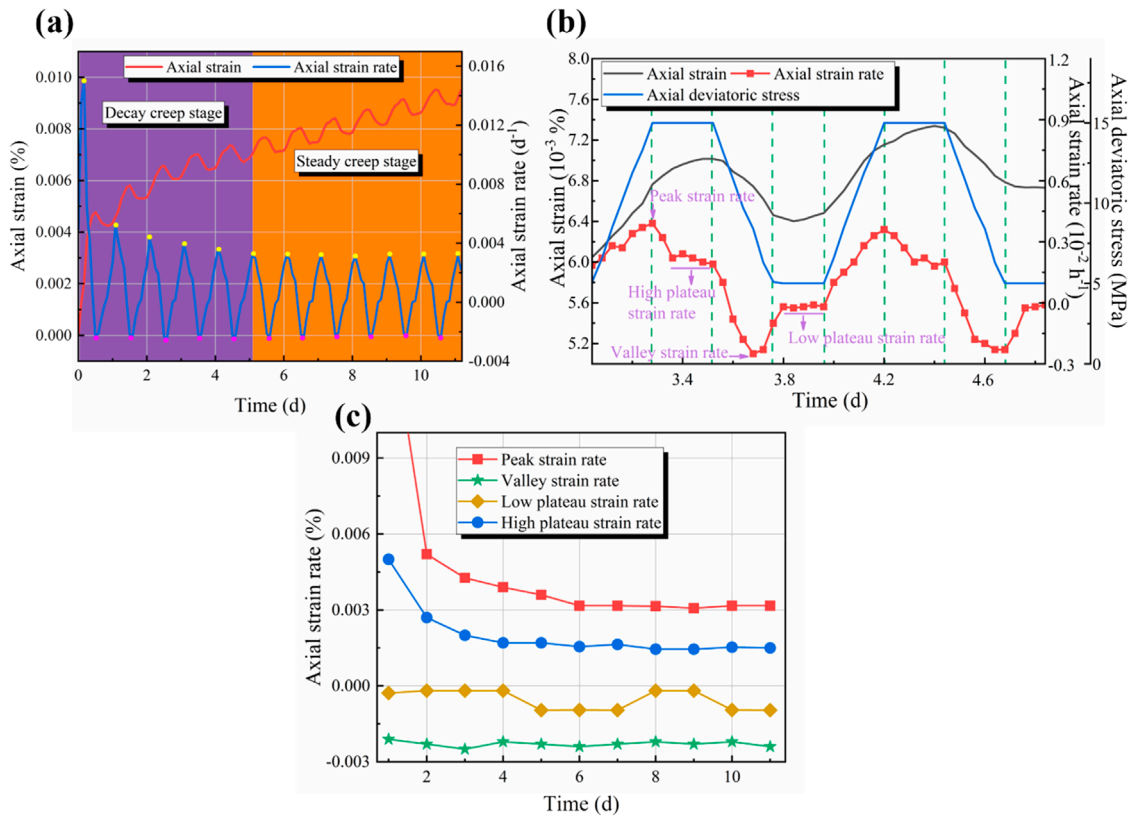 (a)
Axial strain
Axial strain rate
Decay creep stage
Steady creep stage
0.010
0.008
0.006
0.004
0.002
0.000
Axial strain (%)
0.016
0.012
0.008
0.004
0.000
-0.004
Axial strain rate (d-1)
0
2
4
6
8
10
Time (d)
(b)
Axial strain
Axial strain rate
Axial deviatoric stress
8.0
7.6
7.2
6.8
6.4
6.0
5.6
5.2
Axial strain (10-3 %)
Peak strain rate
High plateau
strain rate
Valley strain rate
Low plateau strain rate
1.2
0.9
0.6
0.3
0.0
-0.3
Axial strain rate (10-2 h-1)
15
10
5
0
Axial deviatoric stress (MPa)
3.4
3.8
4.2
4.6
Time (d)
(c)
Peak strain rate
Valley strain rate
Low plateau strain rate
High plateau strain rate
0.009
0.006
0.003
0.000
-0.003
Axial strain rate (%)
2
4
6
8
10
Time (d)